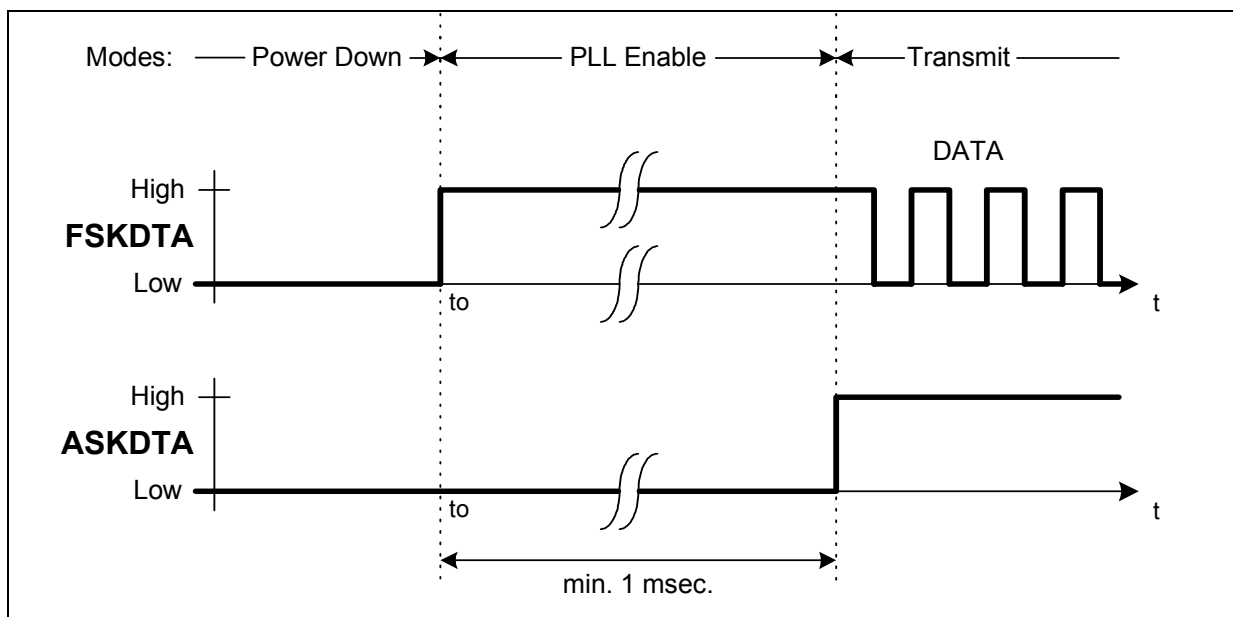 Modes: Power Down PLL Enable Transmit
DATA
High
FSKDTA
Low
to
t
High
ASKDTA
Low
to
t
min. 1 msec.